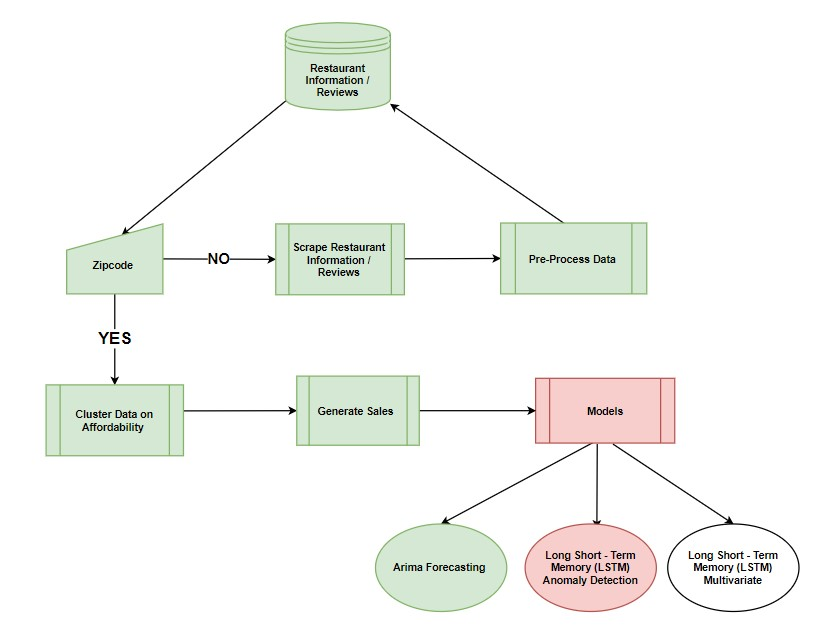 Restaurant
Information /
Reviews
Zipcode
NO
Scrape Restaurant
Information /
Reviews
Pre-Process Data
YES
Cluster Data on
Affordability
Generate Sales
Models
Arima Forecasting
Long Short - Term
Memory (LSTM)
Anomaly Detection
Long Short - Term
Memory (LSTM)
Multivariate